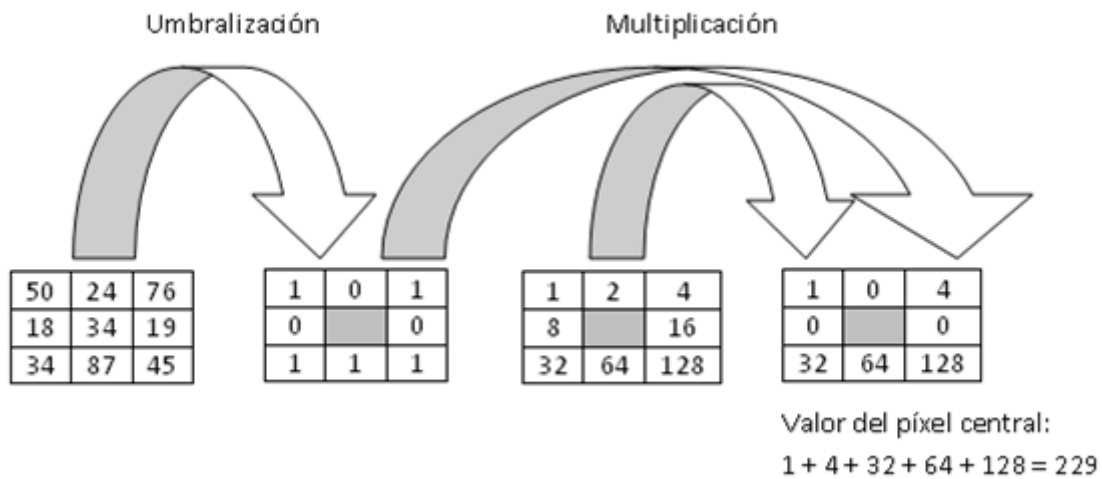 Umbralización Multiplicación
50 24 76 1 0 1 1 2 4 1 0 4
18 34 19 0 0 8 16 0 0
34 87 45 1 1 1 32 64 128 32 64 128
Valor del píxel central:
1 + 4 + 32 + 64 + 128 = 229